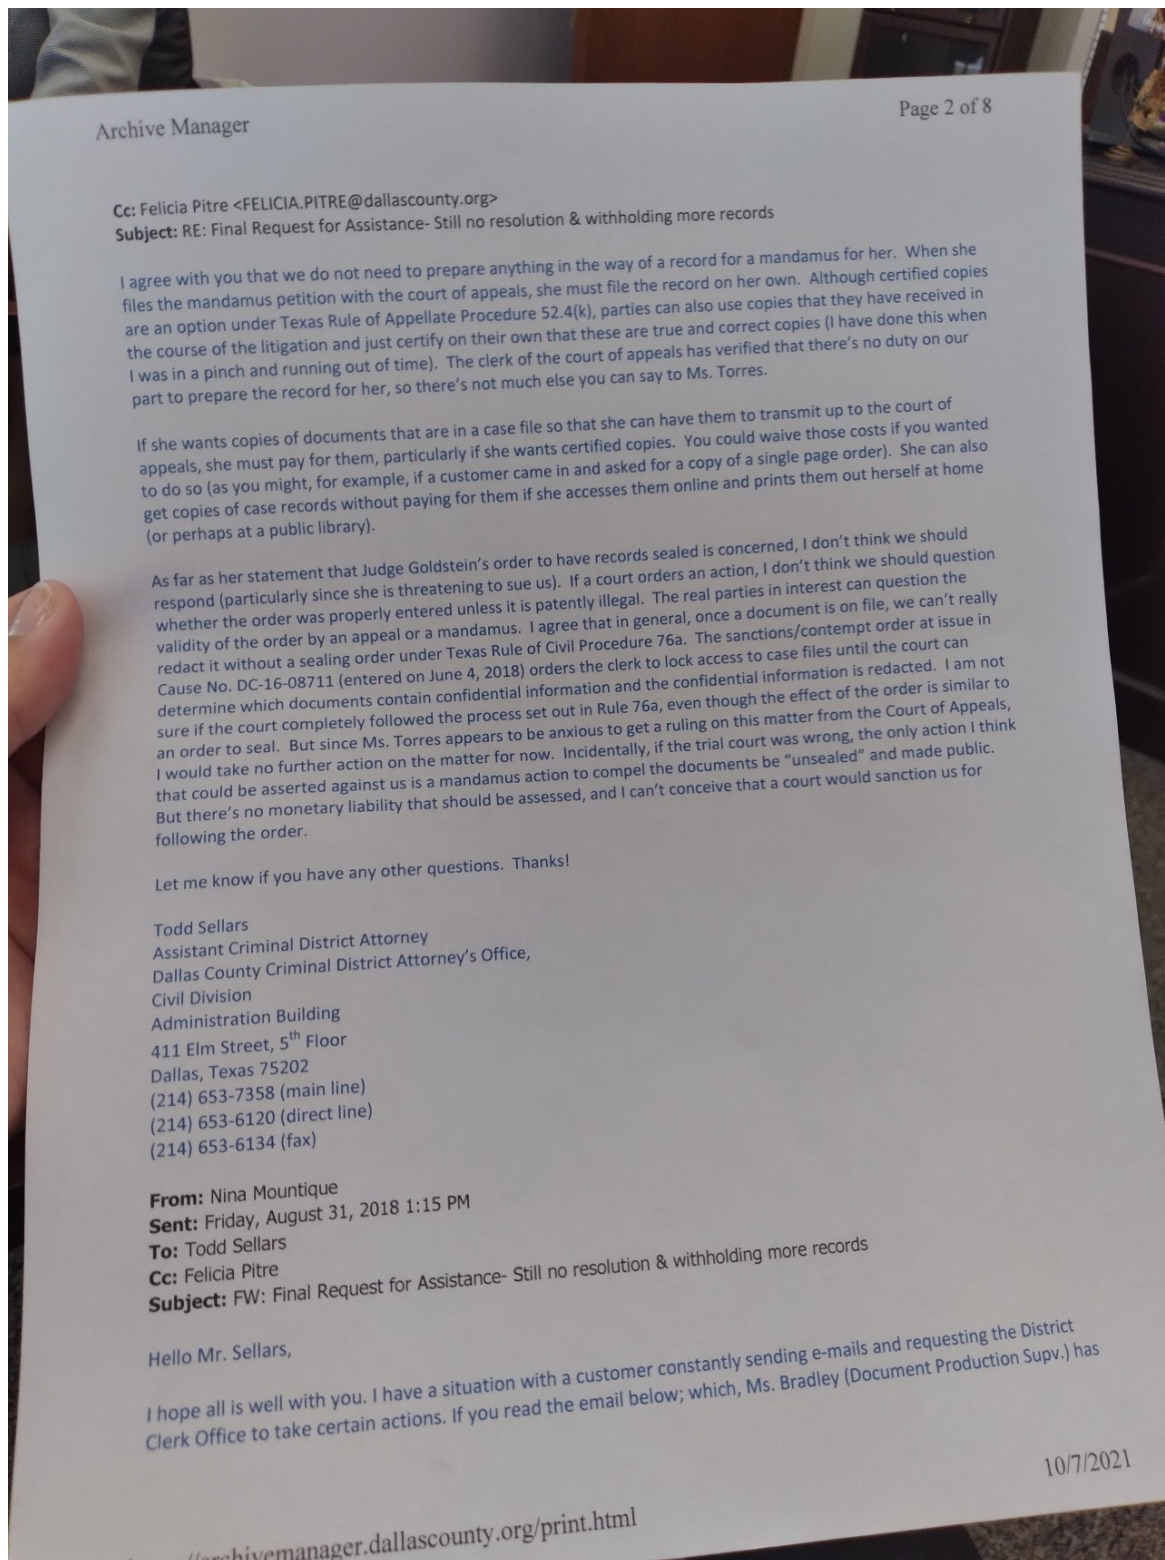 Archive Manager
Page 2 of 8
Cc: Felicia Pitre <FELICIA.PITRE@dallascounty.org>
Subject: RE: Final Request for Assistance- Still no resolution & withholding more records
I agree with you that we do not need to prepare anything in the way of a record for a mandamus for her. When she
files the mandamus petition with the court of appeals, she must file the record on her own. Although certified copies
are an option under Texas Rule of Appellate Procedure 52.4(k), parties can also use copies that they have received in
the course of the litigation and just certify on their own that these are true and correct copies (I have done this when
I was in a pinch and running out of time). The clerk of the court of appeals has verified that there's no duty on our
part to prepare the record for her, so there's not much else you can say to Ms. Torres.
If she wants copies of documents that are in a case file so that she can have them to transmit up to the court of
appeals, she must pay for them, particularly if she wants certified copies. You could waive those costs if you wanted
to do so (as you might, for example, if a customer came in and asked for a copy of a single page order). She can also
get copies of case records without paying for them if she accesses them online and prints them out herself at home
(or perhaps at a public library).
As far as her statement that Judge Goldstein's order to have records sealed is concerned, I don't think we should
respond (particularly since she is threatening to sue us). If a court orders an action, I don't think we should question
whether the order was properly entered unless it is patently illegal. The real parties in interest can question the
validity of the order by an appeal or a mandamus. I agree that in general, once a document is on file, we can't really
redact it without a sealing order under Texas Rule of Civil Procedure 76a. The sanctions/contempt order at issue in
Cause No. DC-16-08711 (entered on June 4, 2018) orders the clerk to lock access to case files until the court can
determine which documents contain confidential information and the confidential information is redacted. I am not
sure if the court completely followed the process set out in Rule 76a, even though the effect of the order is similar to
an order to seal. But since Ms. Torres appears to be anxious to get a ruling on this matter from the Court of Appeals,
I would take no further action on the matter for now. Incidentally, if the trial court was wrong, the only action I think
that could be asserted against us is a mandamus action to compel the documents be "unsealed" and made public.
But there's no monetary liability that should be assessed, and I can't conceive that a court would sanction us for
following the order.
Let me know if you have any other questions. Thanks!
Todd Sellars
Assistant Criminal District Attorney
Dallas County Criminal District Attorney's Office,
Civil Division
Administration Building
411 Elm Street, 5th Floor
Dallas, Texas 75202
(214) 653-7358 (main line)
(214) 653-6120 (direct line)
(214) 653-6134 (fax)
From: Nina Mountique
Sent: Friday, August 31, 2018 1:15 PM
To: Todd Sellars
Cc: Felicia Pitre
Subject: FW: Final Request for Assistance- Still no resolution & withholding more records
Hello Mr. Sellars,
I hope all is well with you. I have a situation with a customer constantly sending e-mails and requesting the District
Clerk Office to take certain actions. If you read the email below; which, Ms. Bradley (Document Production Supv.) has
10/7/2021
//archivemanager.dallascounty.org/print.html